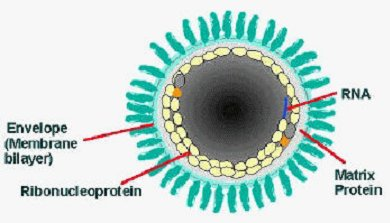 RNA
Envelope
(Membrane
bilayer)
Ribonucleoprotein
Matrix
Protein